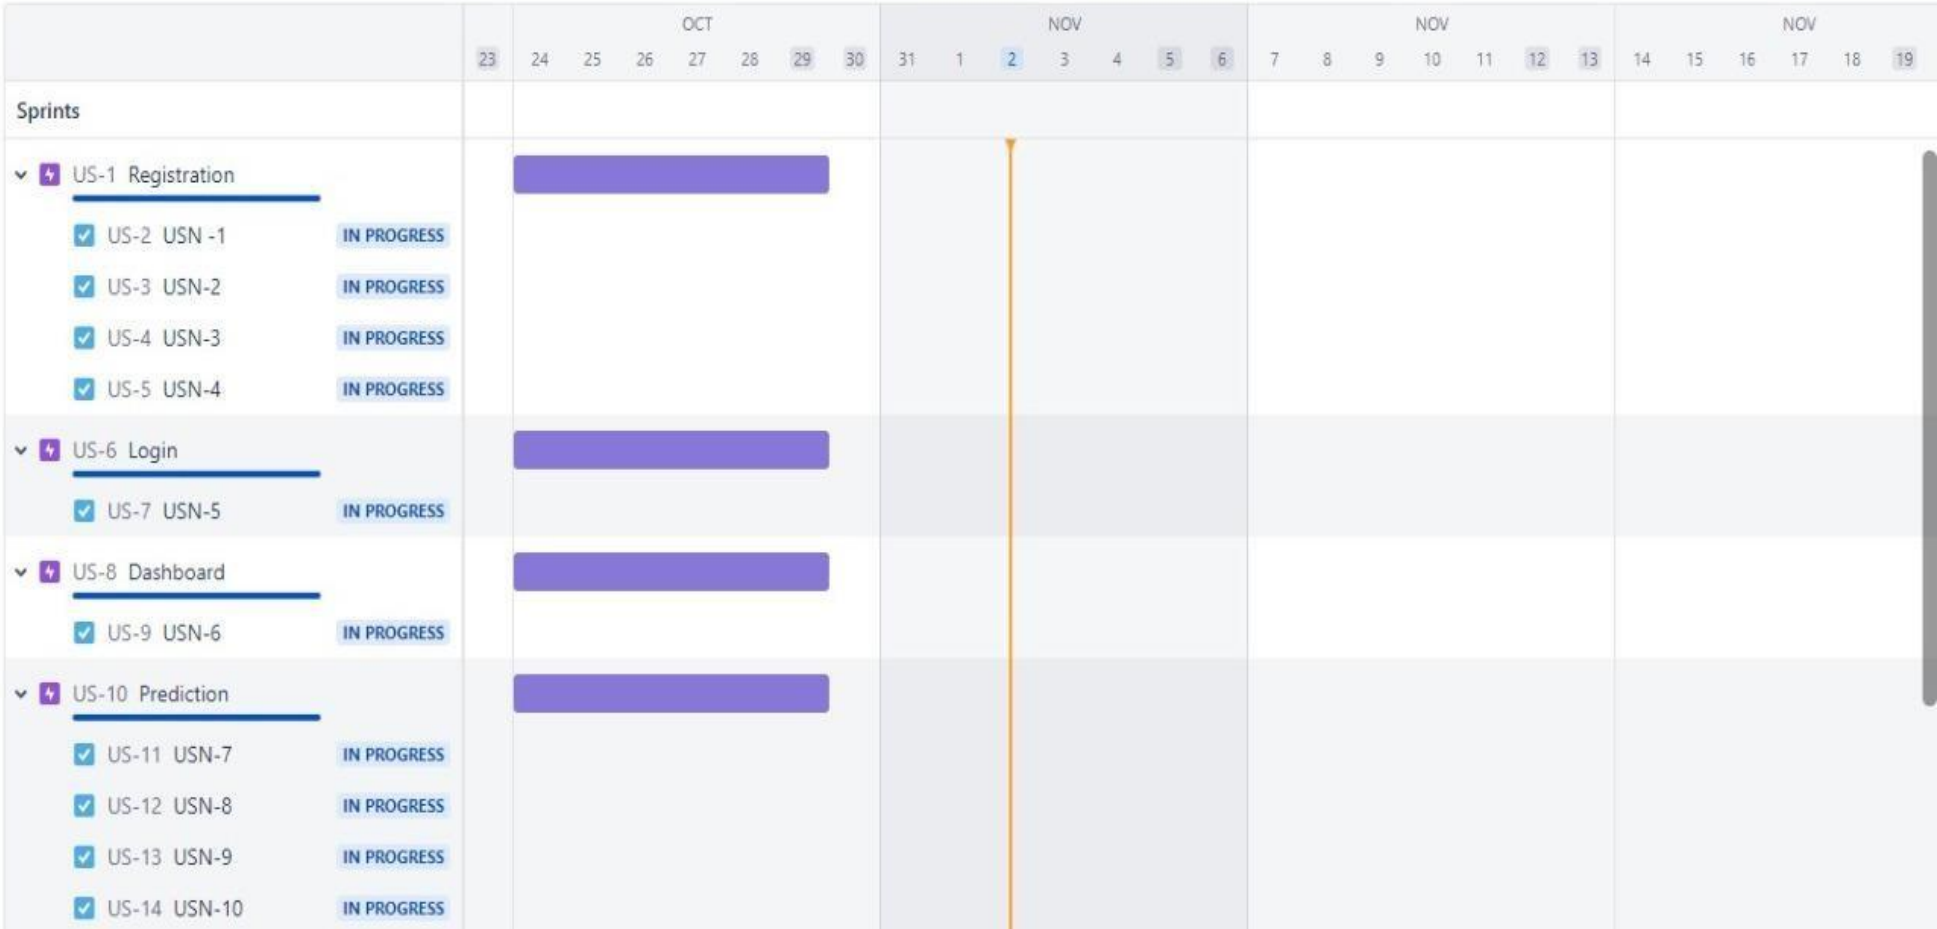 OCT NOV NOV NOV
23 24 25 26 27 28 29 30 31 1 2 3 4 5 6 7 8 9 10 11 12 13 14 15 16 17 18 19
Sprints
US-1 Registration
US-2 USN -1 IN PROGRESS
US-3 USN-2 IN PROGRESS
US-4 USN-3 IN PROGRESS
US-5 USN-4 IN PROGRESS
US-6 Login
US-7 USN-5 IN PROGRESS
US-8 Dashboard
US-9 USN-6 IN PROGRESS
US-10 Prediction
US-11 USN-7 IN PROGRESS
US-12 USN-8 IN PROGRESS
US-13 USN-9 IN PROGRESS
US-14 USN-10 IN PROGRESS